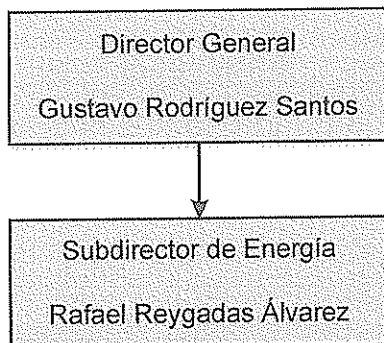 Director General
Gustavo Rodríguez Santos
Subdirector de Energía
Rafael Reygadas Álvarez